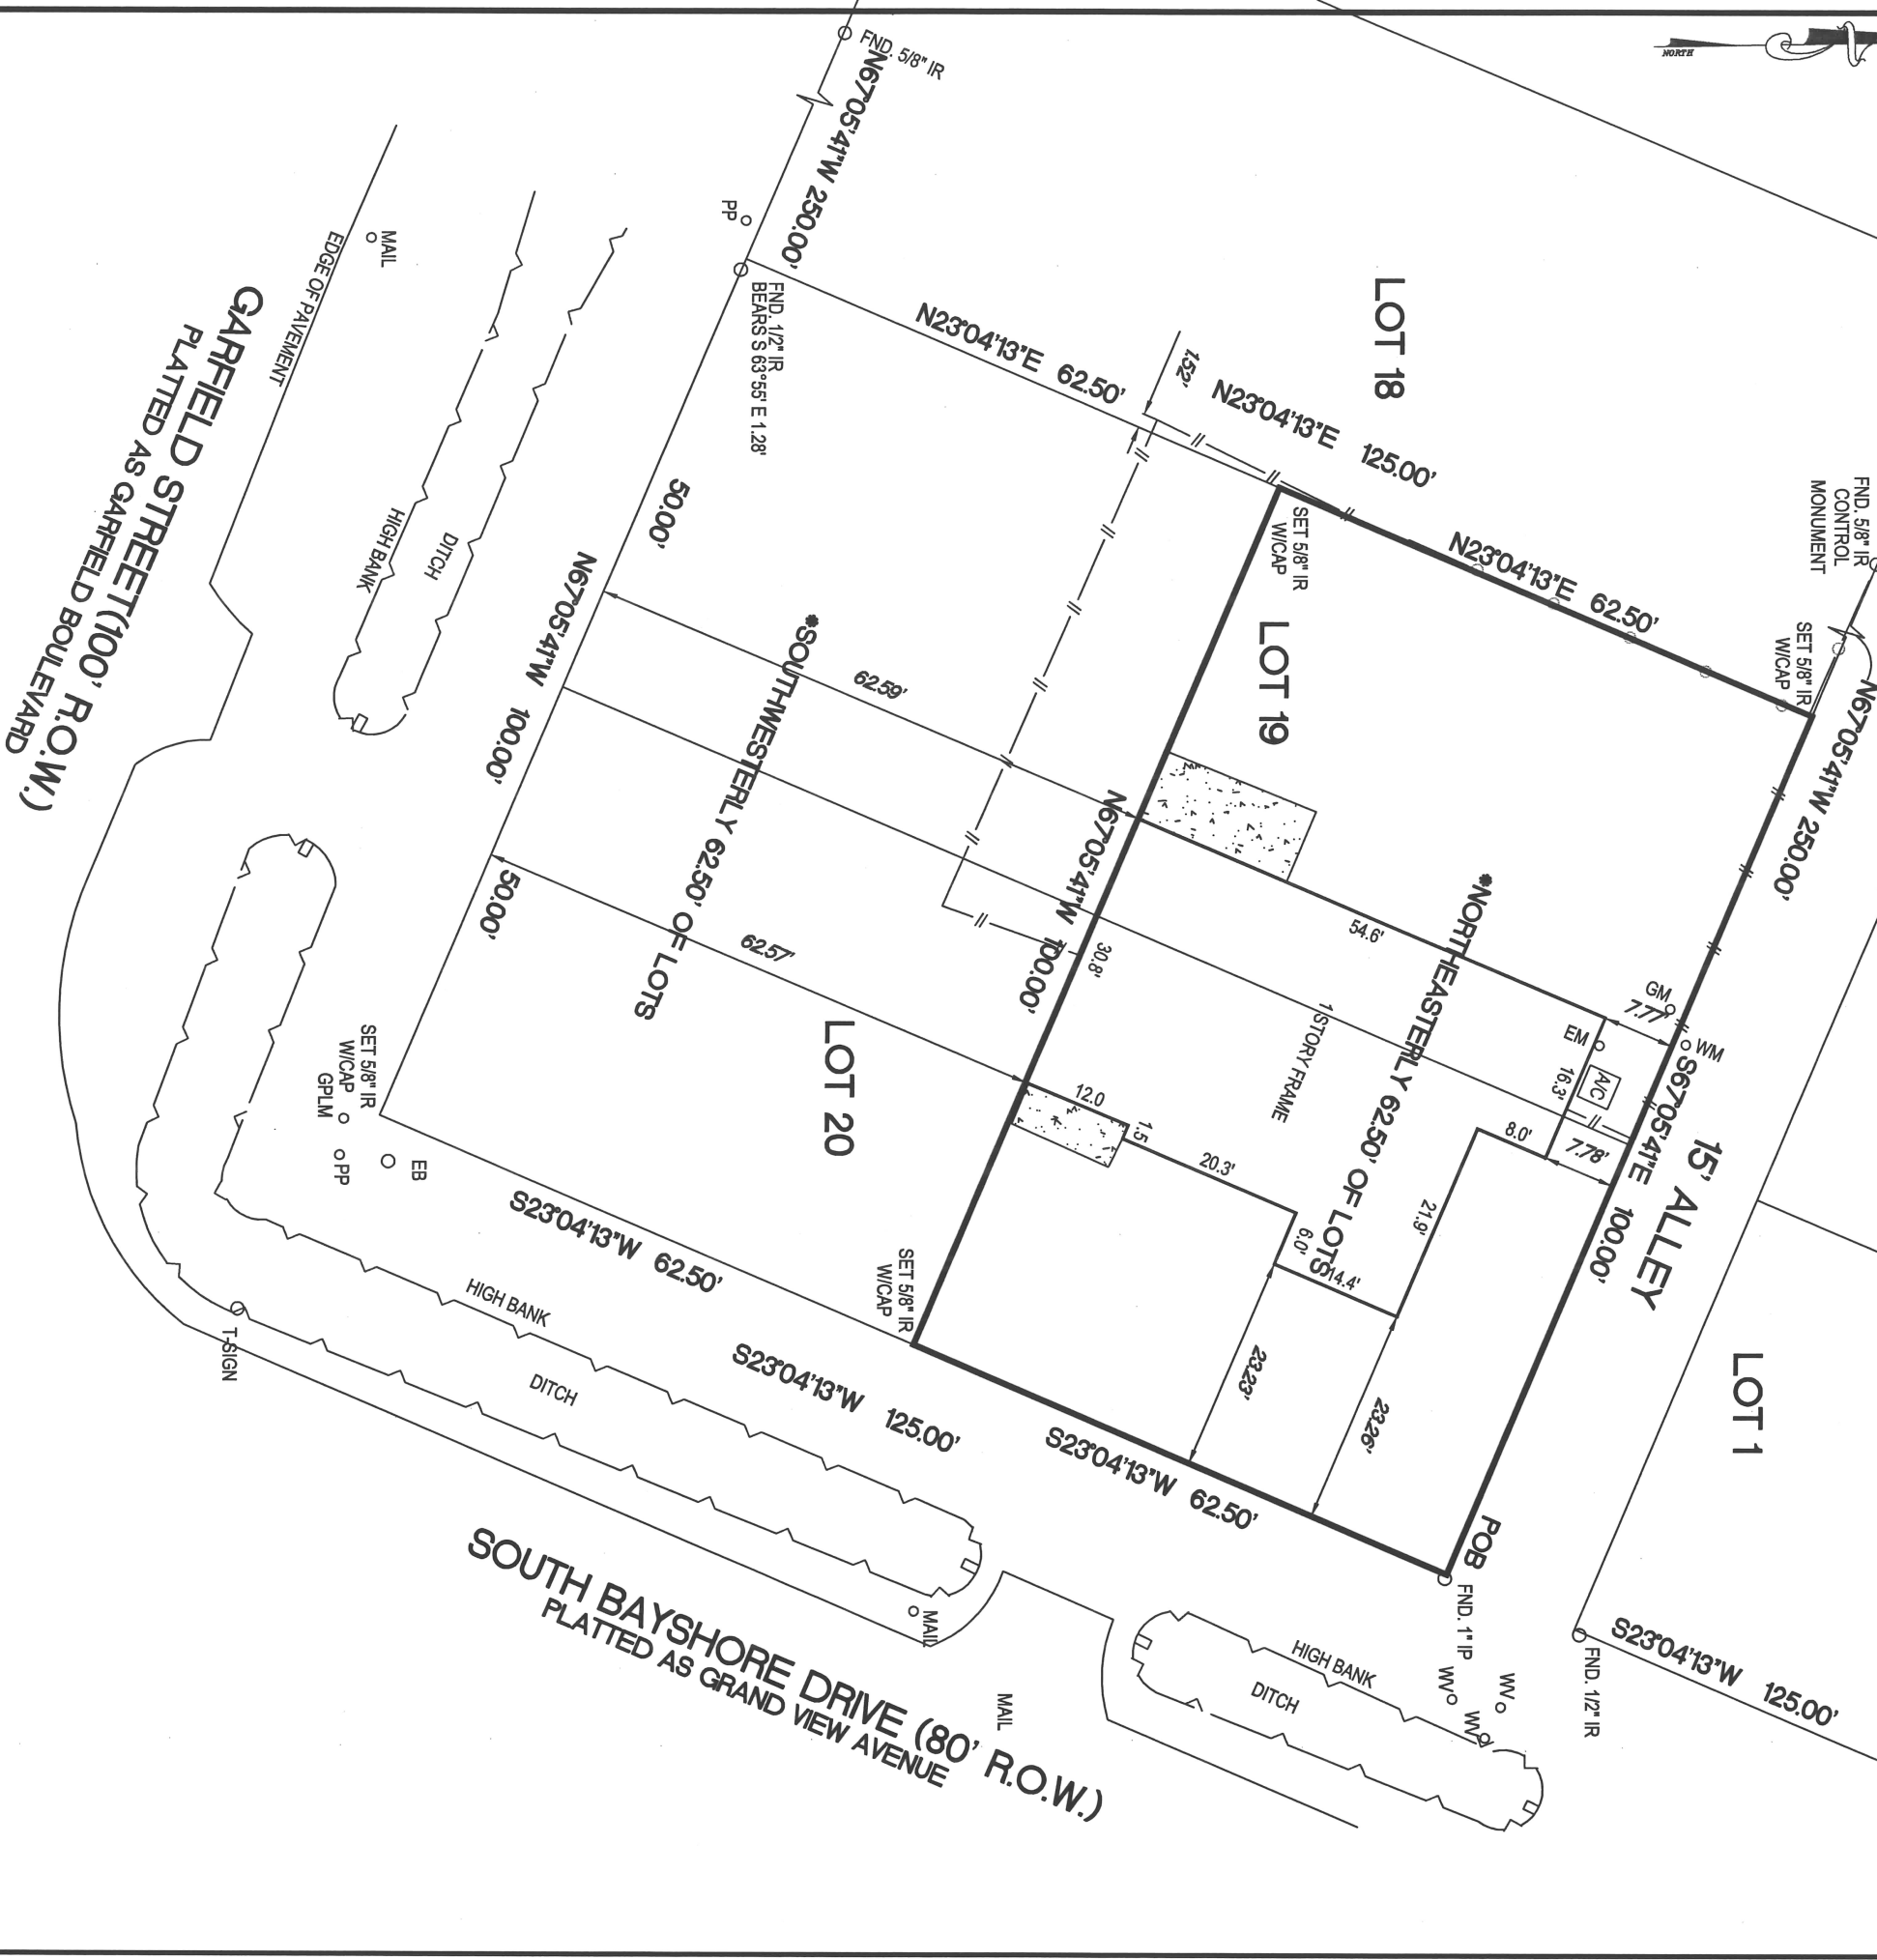 NORTH
FND. 5/8" IR
N67°05'41"W 250.00'
PP
FND. 1/2" IR
BEARS S 63°55' E 1.28'
MAIL
EDGE OF PAVEMENT
GARFIELD STREET(100' R.O.W.)
PLATTED AS GARFIELD BOULEVARD
HIGH BANK
DITCH
LOT 18
N23°04'13"E 62.50'
1.52'
N23°04'13"E 125.00'
FND. 5/8" IR
CONTROL
MONUMENT
SET 5/8" IR
W/CAP
N67°05'41"W 250.00'
N23°04'13"E 62.50'
SET 5/8" IR
W/CAP
LOT 19
50.00'
N67°05'41"W 100.00'
50.00'
62.59'
*SOUTHWESTERLY 62.50' OF LOTS
62.57'
N67°05'41"W 100.00'
30.8'
54.6'
*NORTHEASTERLY 62.50' OF LOTS
1 STORY FRAME
GM
7.77'
WM
EM
A/C
16.3'
S67°05'41"E 100.00'
15' ALLEY
7.78'
8.0'
21.9'
12.0
1.5
20.3'
6.0'
14.4'
23.23'
23.26'
LOT 20
LOT 1
SET 5/8" IR
W/CAP
GPLM
PP
EB
S23°04'13"W 62.50'
SET 5/8" IR
W/CAP
S23°04'13"W 125.00'
S23°04'13"W 62.50'
POB
FND. 1" IP
FND. 1/2" IR
S23°04'13"W 125.00'
HIGH BANK
DITCH
T-SIGN
MAIL
MAIL
HIGH BANK
DITCH
WV
WV
WV
SOUTH BAYSHORE DRIVE (80' R.O.W.)
PLATTED AS GRAND VIEW AVENUE